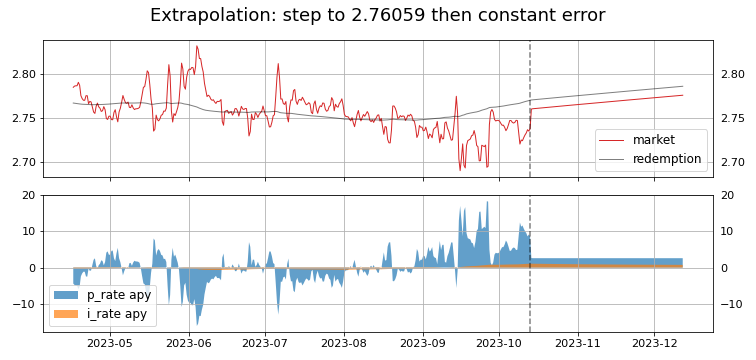 Extrapolation: step to 2.76059 then constant error
2.80 2.80
2.75 2.75
2.70 2.70
market
redemption
20 20
10 10
0 0
−10 −10
p_rate apy
i_rate apy
2023-05 2023-06 2023-07 2023-08 2023-09 2023-10 2023-11 2023-12